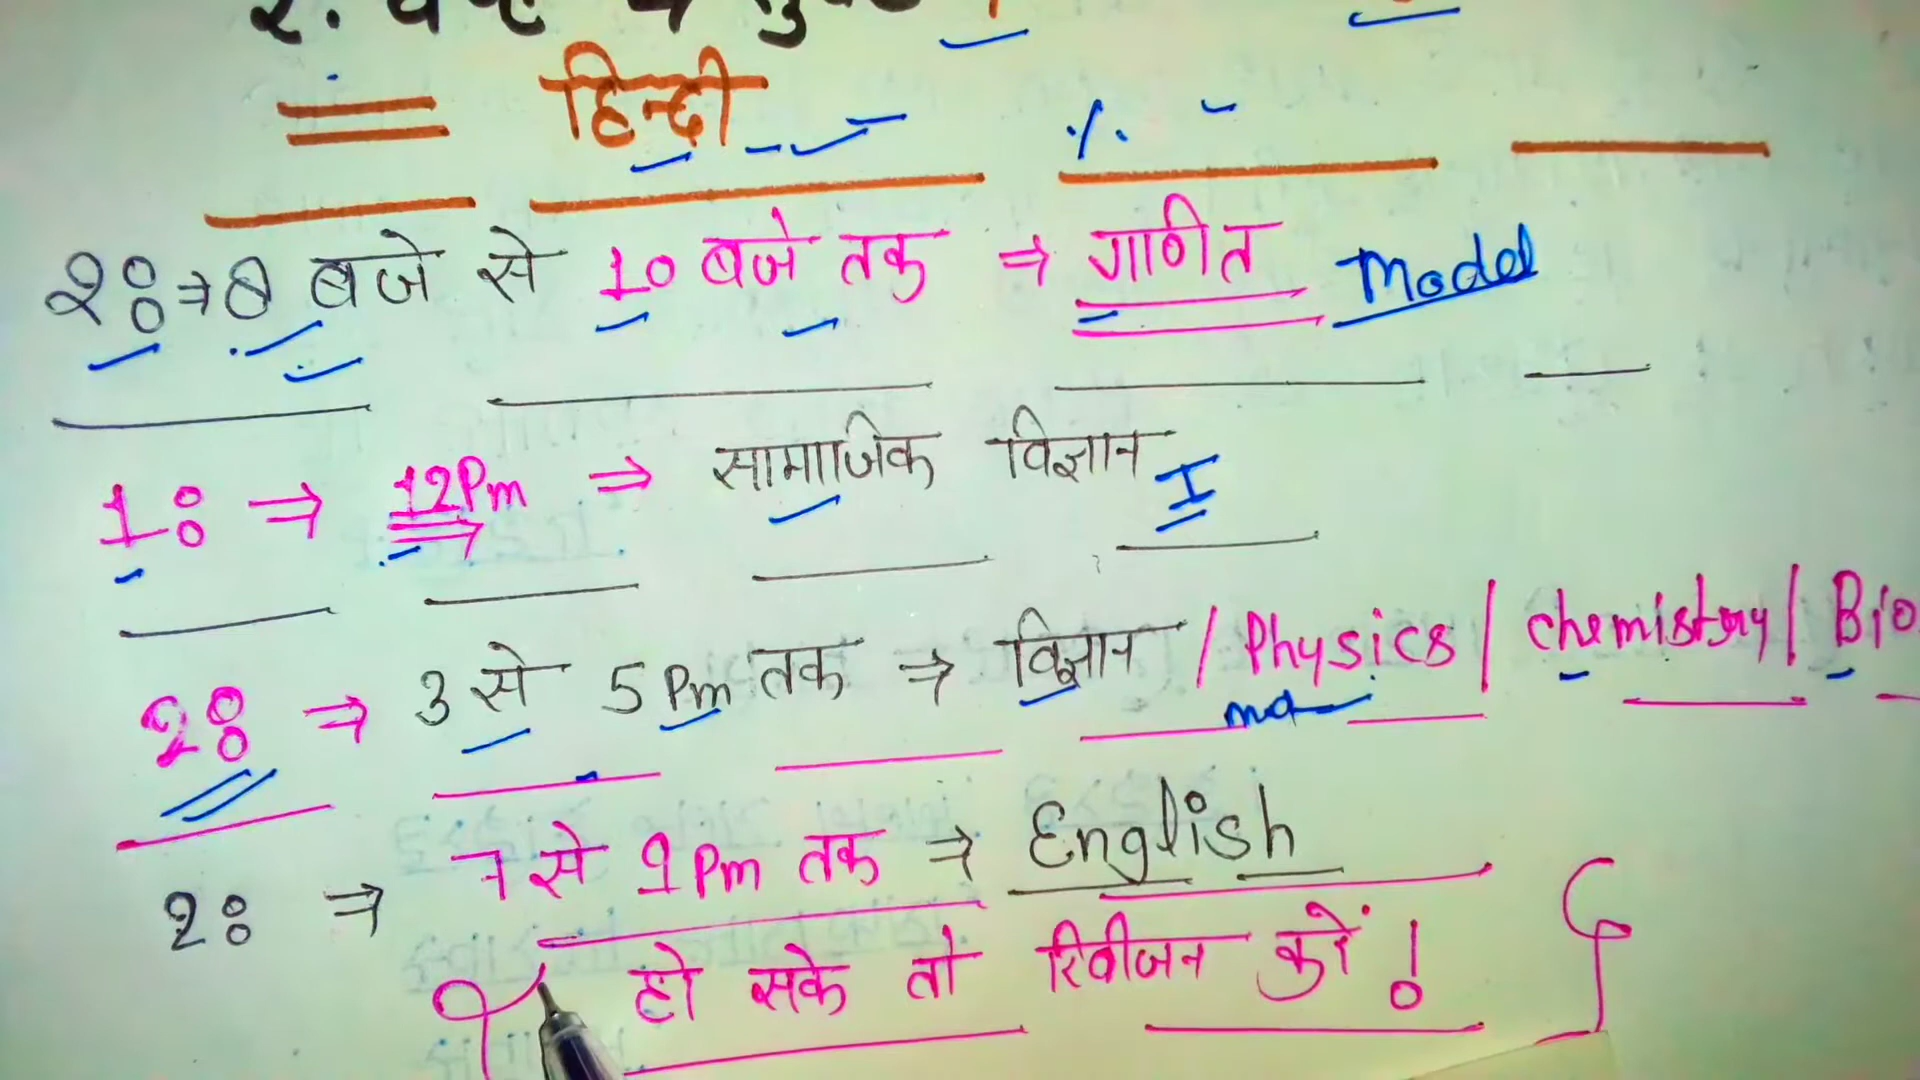 हिन्दी
2: ⇒ 8 बजे से 10 बजे तक ⇒ गणित Model
1: ⇒ 12Pm ⇒ सामाजिक विज्ञान I
2: ⇒ 3 से 5 Pm तक ⇒ विज्ञान / Physics / chemistry / Bio
2: ⇒ 7 से 9 Pm तक ⇒ English
हो सके तो रिवीजन करें!